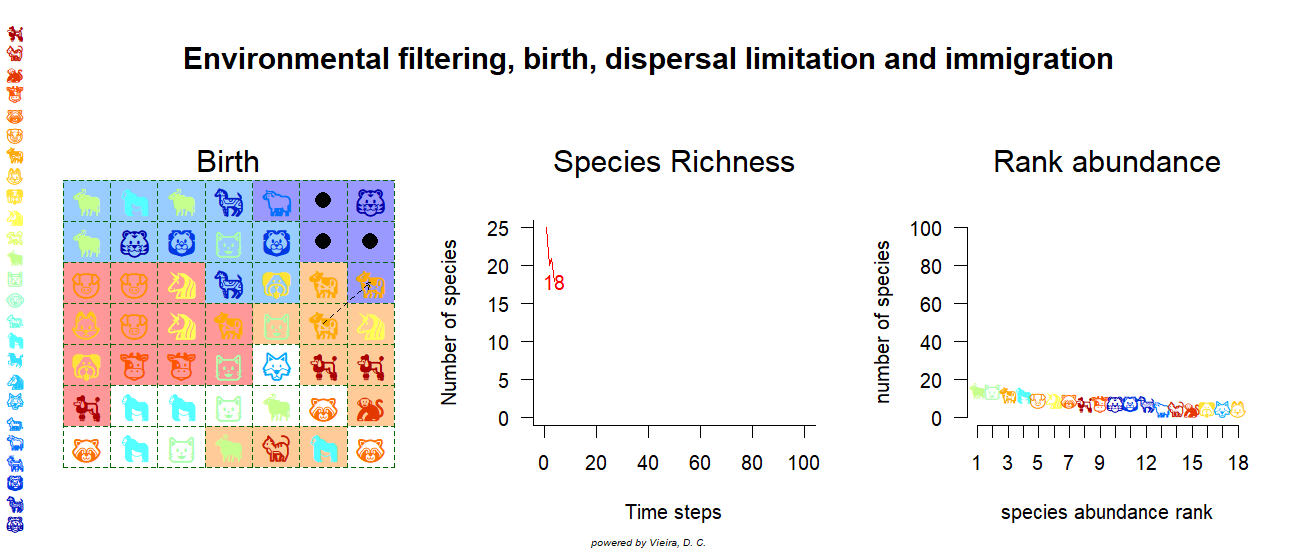 Environmental filtering, birth, dispersal limitation and immigration
Birth
Species Richness
Number of species
25
20
15
10
5
0
18
0 20 40 60 80 100
Time steps
Rank abundance
number of species
100
80
60
40
20
0
1 3 5 7 9 12 15 18
species abundance rank
powered by Vieira, D. C.